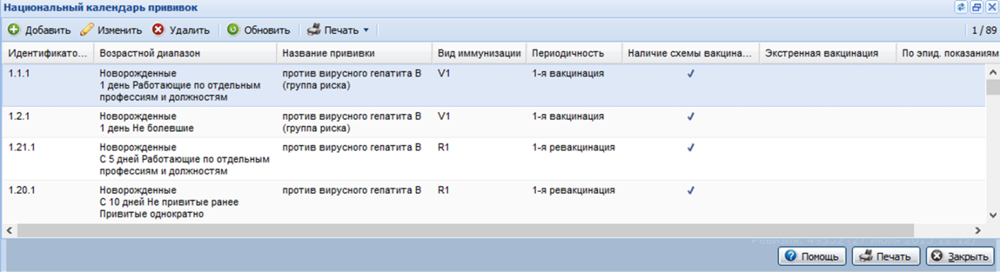 Национальный календарь прививок
Добавить Изменить Удалить Обновить Печать 1 / 89
Идентификато... Возрастной диапазон Название прививки Вид иммунизации Периодичность Наличие схемы вакцина... Экстренная вакцинация По эпид. показаниям
1.1.1 Новорожденные против вирусного гепатита В V1 1-я вакцинация
1 день Работающие по отдельным (группа риска)
профессиям и должностям
1.2.1 Новорожденные против вирусного гепатита В V1 1-я вакцинация
1 день Не болевшие (группа риска)
1.21.1 Новорожденные против вирусного гепатита В R1 1-я ревакцинация
С 5 дней Работающие по отдельным
профессиям и должностям
1.20.1 Новорожденные против вирусного гепатита В R1 1-я ревакцинация
С 10 дней Не привитые ранее
Привитые однократно
Помощь Печать Закрыть